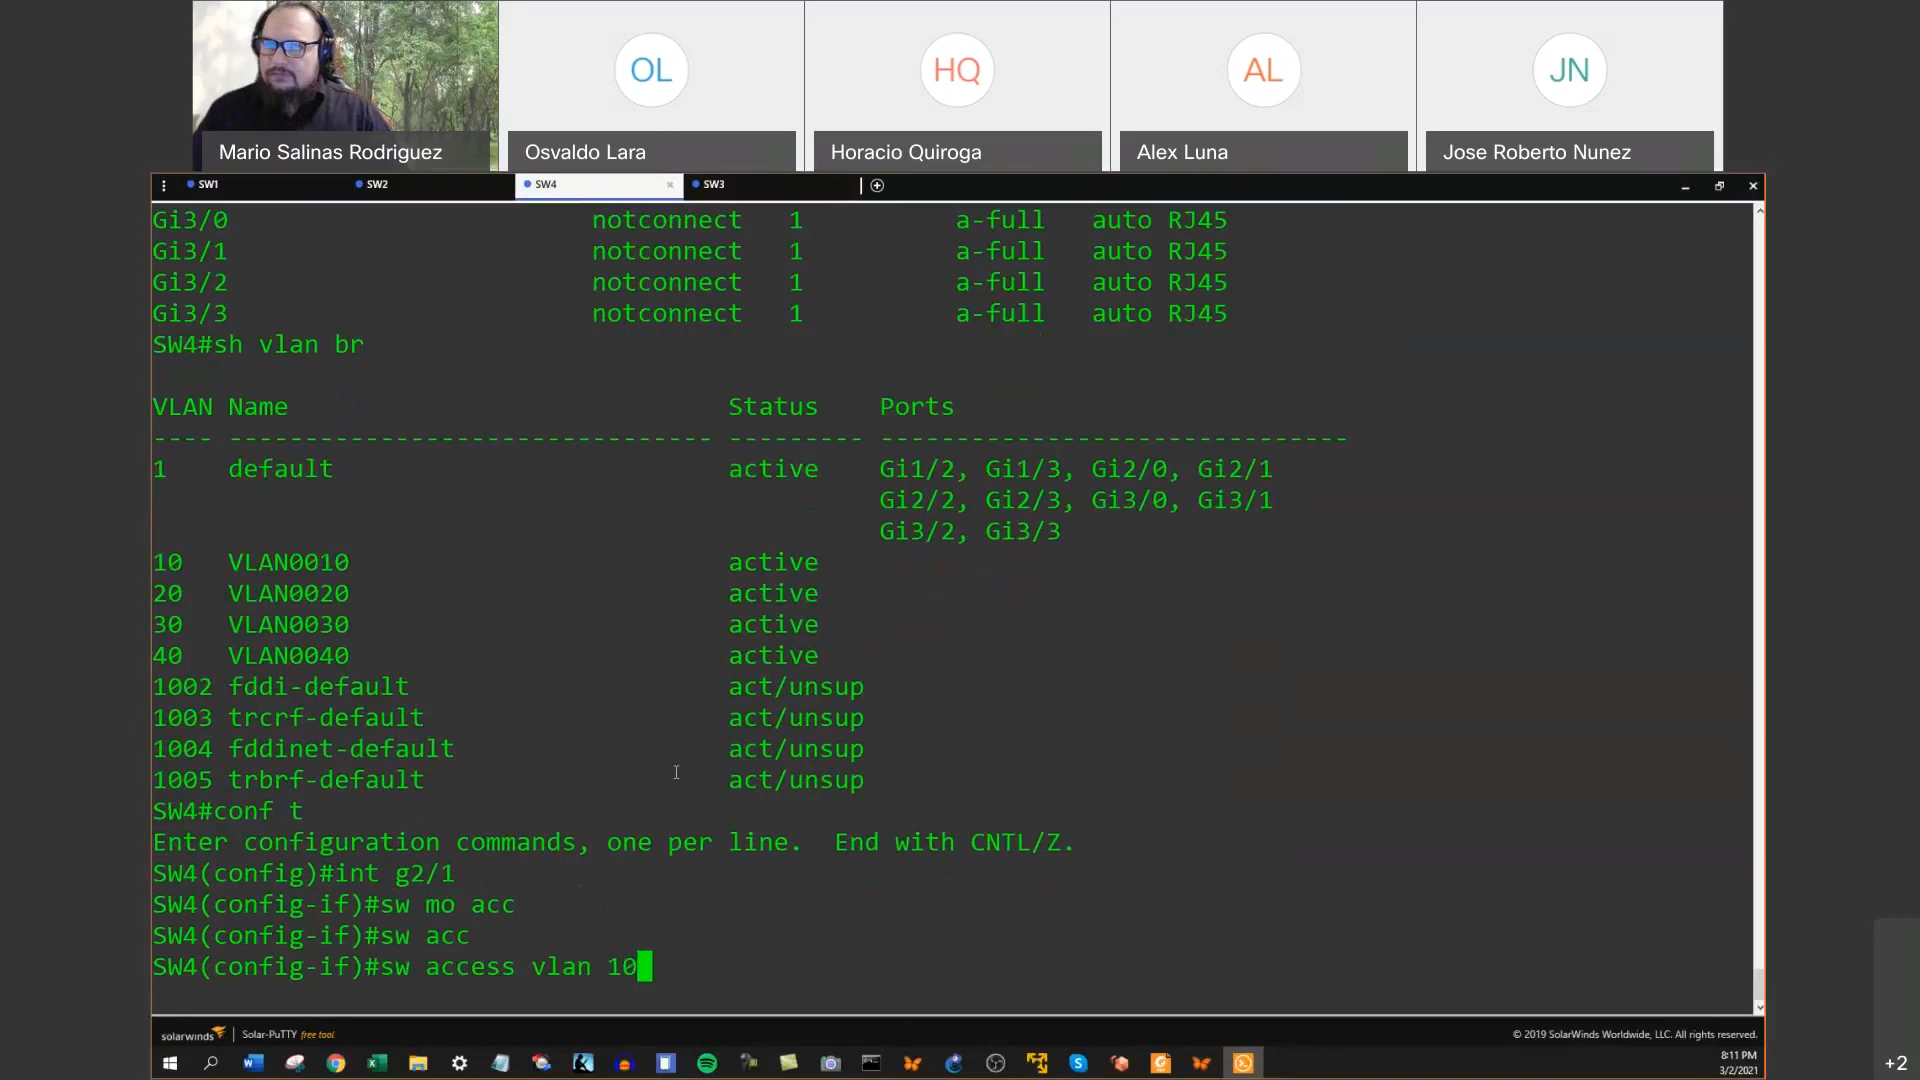 OL
HQ
AL
JN
Mario Salinas Rodriguez
Osvaldo Lara
Horacio Quiroga
Alex Luna
Jose Roberto Nunez
SW1
SW2
SW4
SW3
Gi3/0 notconnect 1 a-full auto RJ45
Gi3/1 notconnect 1 a-full auto RJ45
Gi3/2 notconnect 1 a-full auto RJ45
Gi3/3 notconnect 1 a-full auto RJ45
SW4#sh vlan br
VLAN Name Status Ports
---- -------------------------------- --------- -------------------------------
1 default active Gi1/2, Gi1/3, Gi2/0, Gi2/1
Gi2/2, Gi2/3, Gi3/0, Gi3/1
Gi3/2, Gi3/3
10 VLAN0010 active
20 VLAN0020 active
30 VLAN0030 active
40 VLAN0040 active
1002 fddi-default act/unsup
1003 trcrf-default act/unsup
1004 fddinet-default act/unsup
1005 trbrf-default act/unsup
SW4#conf t
Enter configuration commands, one per line.  End with CNTL/Z.
SW4(config)#int g2/1
SW4(config-if)#sw mo acc
SW4(config-if)#sw acc
SW4(config-if)#sw access vlan 10
solarwinds Solar-PuTTY free tool
© 2019 SolarWinds Worldwide, LLC. All rights reserved.
8:11 PM
3/2/2021
+2